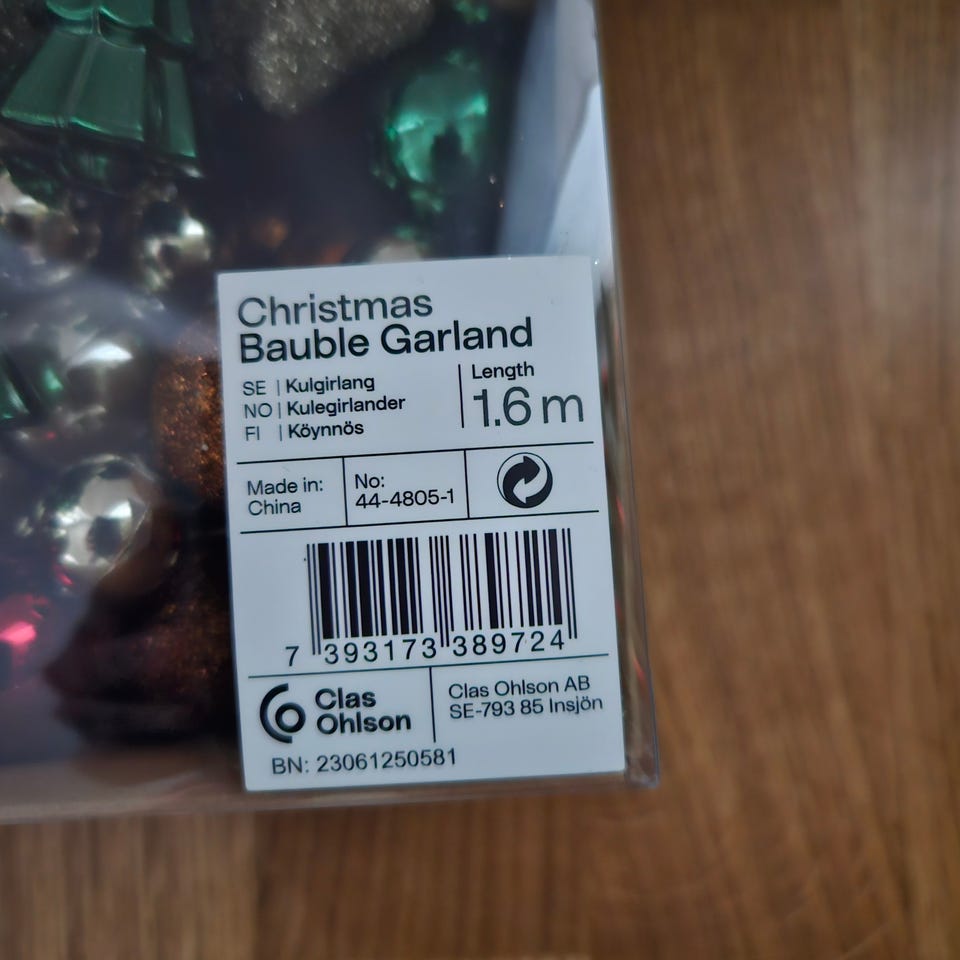 Christmas
Bauble Garland
SE | Kulgirlang
NO | Kulegirlander
FI | Köynnös
Length
1.6 m
Made in:
China
No:
44-4805-1
7 393173 389724
Clas
Ohlson
Clas Ohlson AB
SE-793 85 Insjön
BN: 23061250581